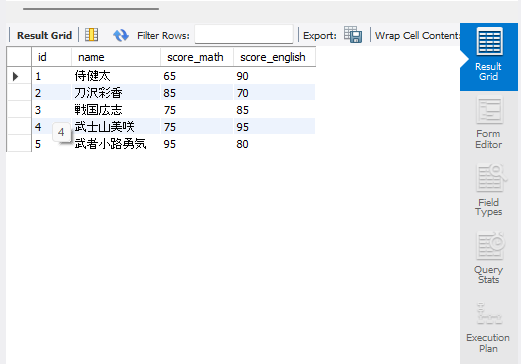 Result Grid Filter Rows: Export: Wrap Cell Content:
id name score_math score_english
1 侍健太 65 90
2 刀沢彩香 85 70
3 戦国広志 75 85
4 武士山美咲 75 95
4
5 武者小路勇気 95 80
Result
Grid
Form
Editor
Field
Types
Query
Stats
Execution
Plan